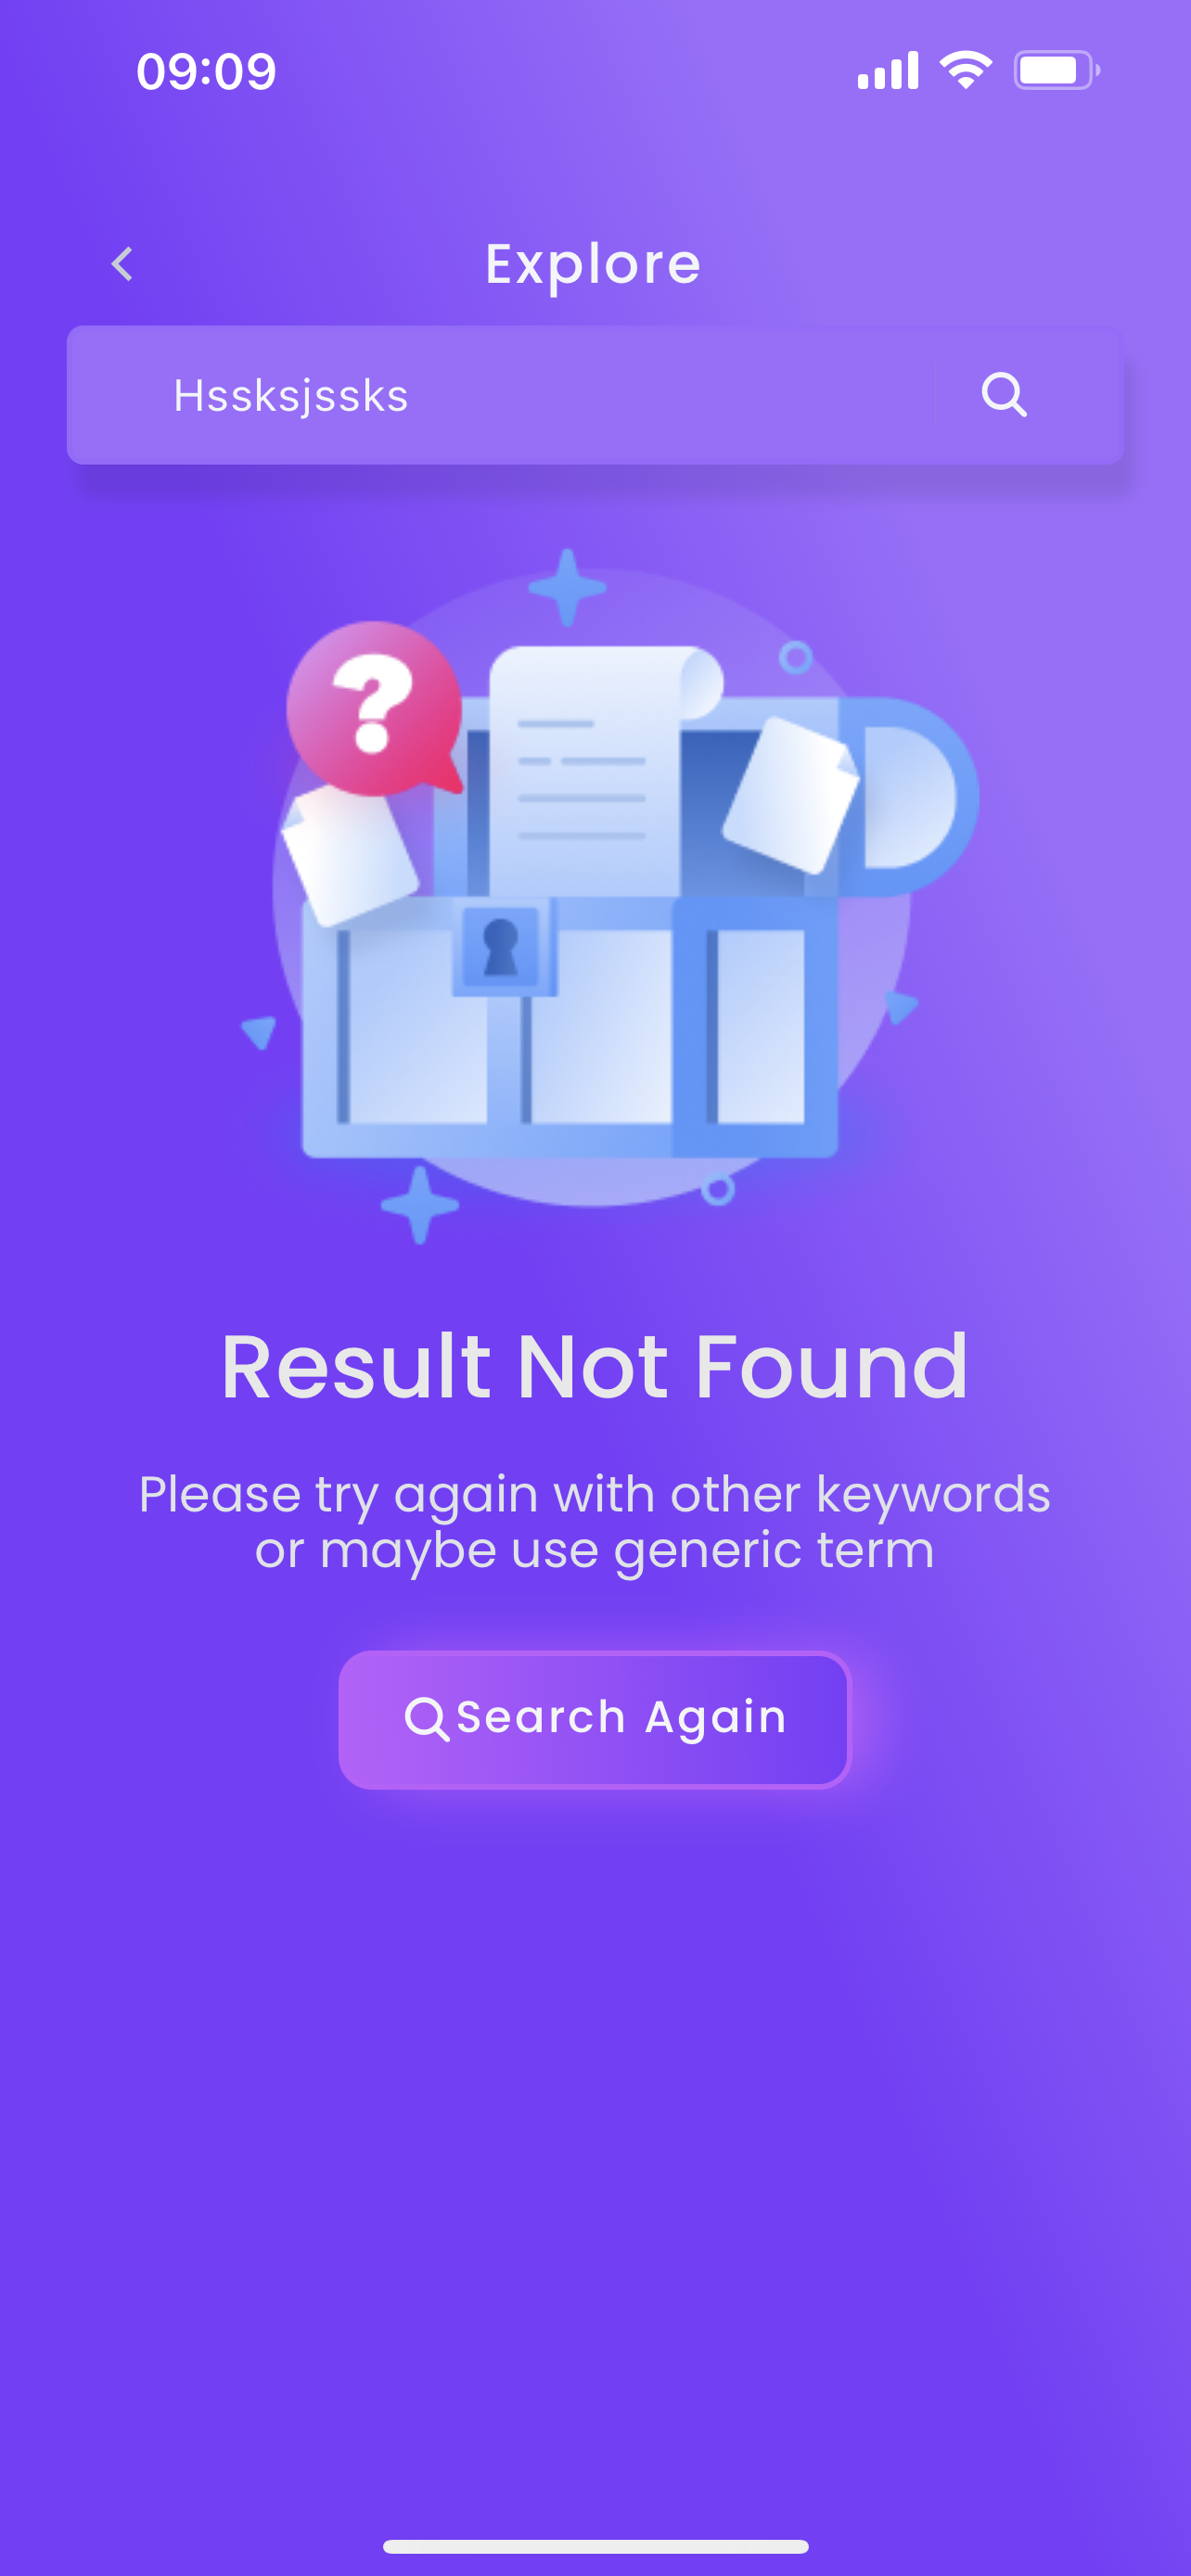 09:09
Explore
Hssksjssks
?
Result Not Found
Please try again with other keywords
or maybe use generic term
Search Again